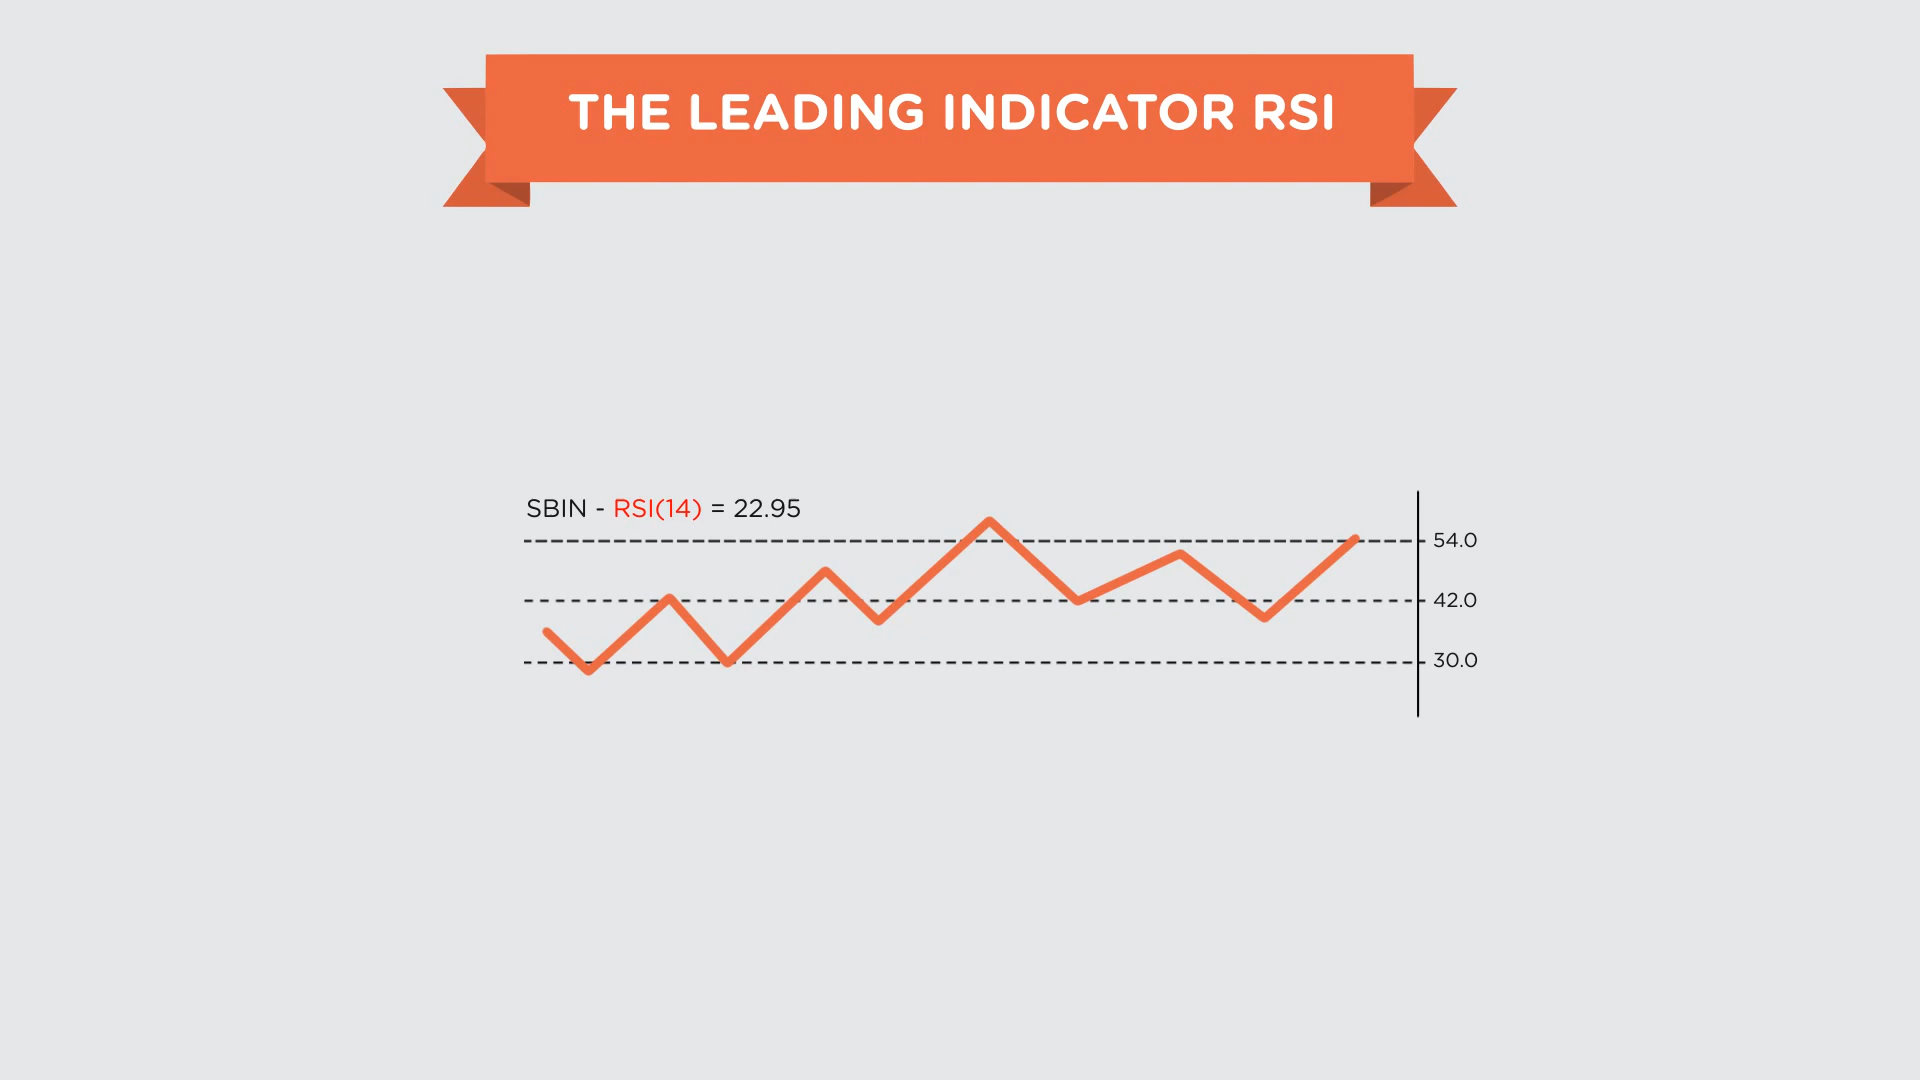 THE LEADING INDICATOR RSI
SBIN - RSI(14) = 22.95
54.0
42.0
30.0